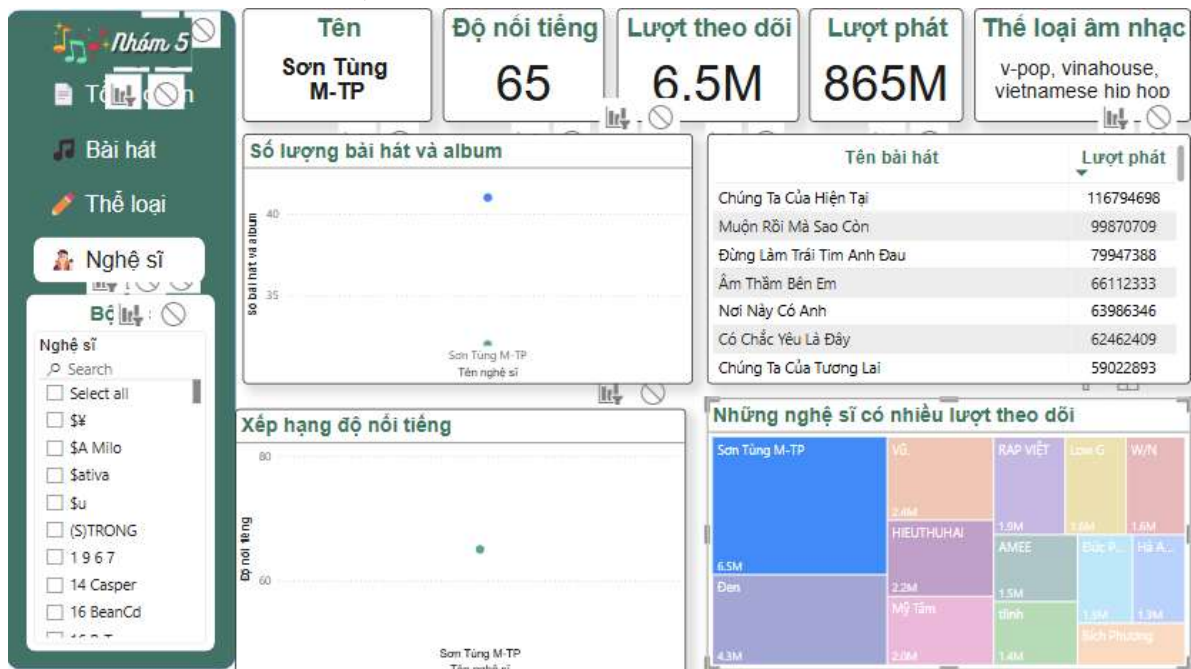 Nhóm 5
Bài hát
Thể loại
Nghệ sĩ
Nghệ sĩ
Search
Select all
$¥
$A Milo
$ativa
$u
(S)TRONG
1 9 6 7
14 Casper
16 BeanCd
Tên
Sơn Tùng
M-TP
Độ nổi tiếng
65
Lượt theo dõi
6.5M
Lượt phát
865M
Thể loại âm nhạc
v-pop, vinahouse,
vietnamese hip hop
Số lượng bài hát và album
Số bài hát và album
40
35
Sơn Tùng M-TP
Tên nghệ sĩ
Tên bài hát Lượt phát
Chúng Ta Của Hiện Tại 116794698
Muộn Rồi Mà Sao Còn 99870709
Đừng Làm Trái Tim Anh Đau 79947388
Âm Thầm Bên Em 66112333
Nơi Này Có Anh 63986346
Có Chắc Yêu Là Đây 62462409
Chúng Ta Của Tương Lai 59022893
Xếp hạng độ nổi tiếng
Độ nổi tiếng
80
60
Sơn Tùng M-TP
Tên nghệ sĩ
Những nghệ sĩ có nhiều lượt theo dõi
Sơn Tùng M-TP
6.5M
Đen
4.3M
Vũ.
2.4M
HIEUTHUHAI
2.2M
Mỹ Tâm
2.0M
RAP VIỆT
1.9M
Low G
W/N
1.6M
AMEE
1.5M
tlinh
1.4M
Đức P...
Hà A...
1.3M
Bích Phương